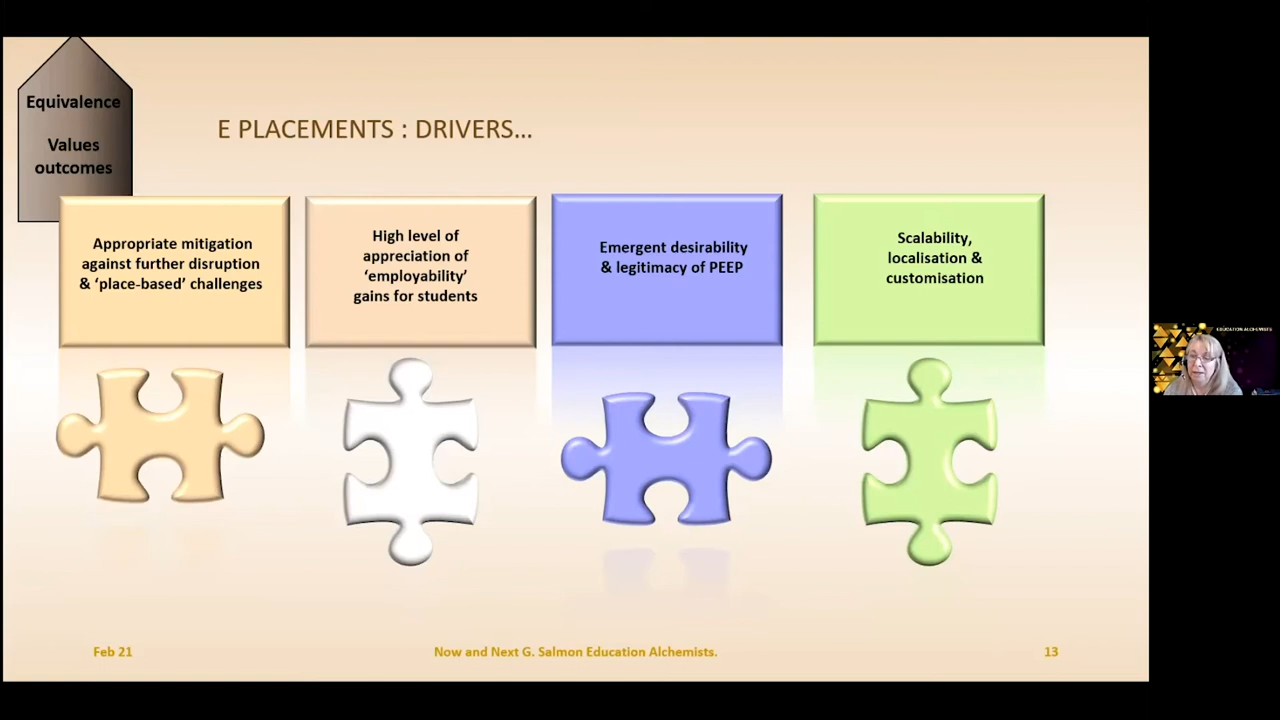 Equivalence
Values
outcomes
E PLACEMENTS : DRIVERS...
Appropriate mitigation
against further disruption
& ‘place-based’ challenges
High level of
appreciation of
‘employability’
gains for students
Emergent desirability
& legitimacy of PEEP
Scalability,
localisation &
customisation
Feb 21
Now and Next G. Salmon Education Alchemists.
13
EDUCATION ALCHEMISTS